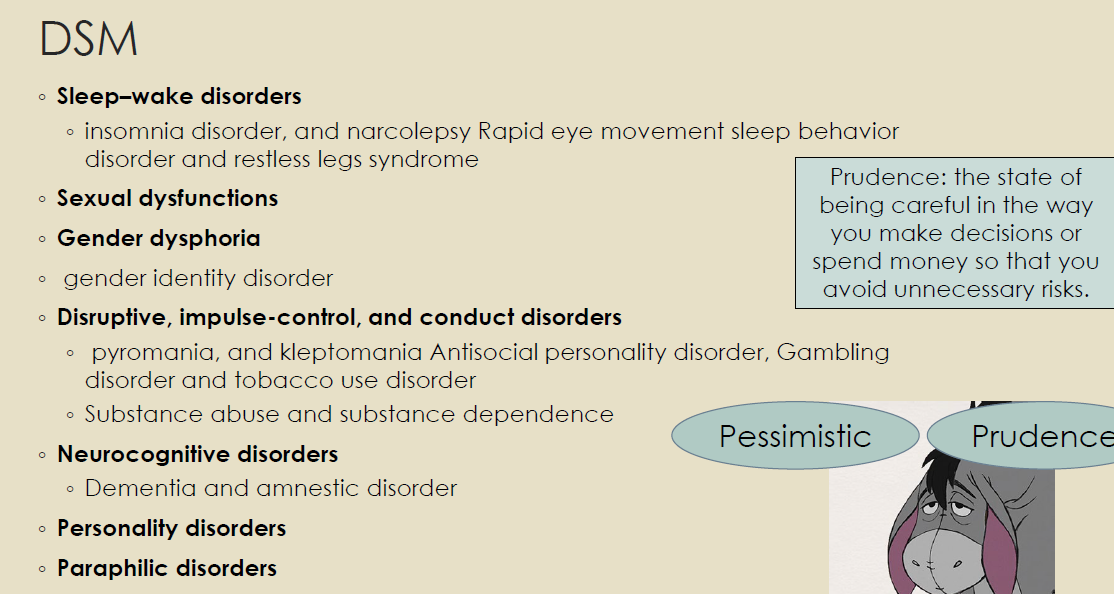 DSM
Sleep–wake disorders
insomnia disorder, and narcolepsy Rapid eye movement sleep behavior
disorder and restless legs syndrome
Sexual dysfunctions
Gender dysphoria
gender identity disorder
Disruptive, impulse-control, and conduct disorders
pyromania, and kleptomania Antisocial personality disorder, Gambling
disorder and tobacco use disorder
Substance abuse and substance dependence
Neurocognitive disorders
Dementia and amnestic disorder
Personality disorders
Paraphilic disorders
Prudence: the state of
being careful in the way
you make decisions or
spend money so that you
avoid unnecessary risks.
Pessimistic
Prudence